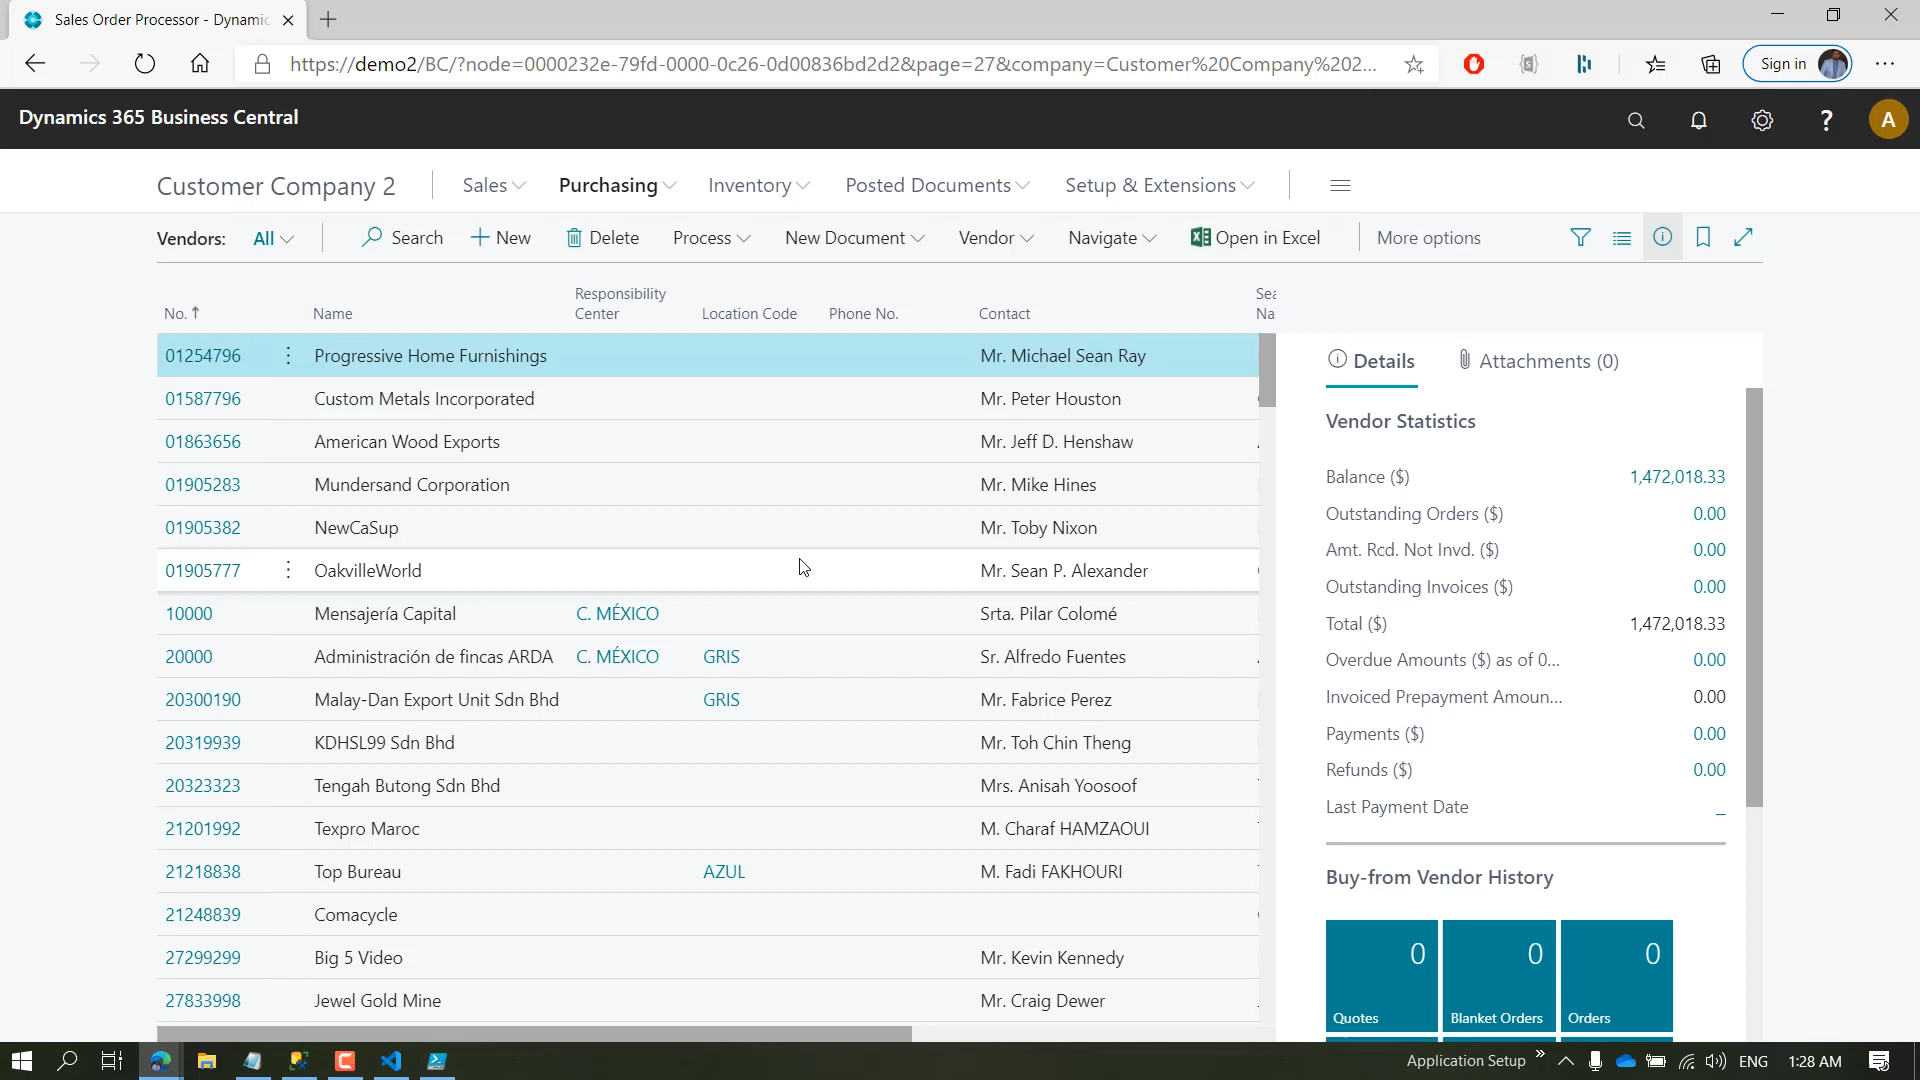 Sales Order Processor - Dynamic
https://demo2/BC/?node=0000232e-79fd-0000-0c26-0d00836bd2d2&page=27&company=Customer%20Company%202...
Sign in
Dynamics 365 Business Central
?
A
Customer Company 2
Sales
Purchasing
Inventory
Posted Documents
Setup & Extensions
Vendors:
All
Search
New
Delete
Process
New Document
Vendor
Navigate
Open in Excel
More options
No. ↑ Name Responsibility Center Location Code Phone No. Contact Sea Na
01254796 Progressive Home Furnishings Mr. Michael Sean Ray
01587796 Custom Metals Incorporated Mr. Peter Houston
01863656 American Wood Exports Mr. Jeff D. Henshaw
01905283 Mundersand Corporation Mr. Mike Hines
01905382 NewCaSup Mr. Toby Nixon
01905777 OakvilleWorld Mr. Sean P. Alexander
10000 Mensajería Capital C. MÉXICO Srta. Pilar Colomé
20000 Administración de fincas ARDA C. MÉXICO GRIS Sr. Alfredo Fuentes
20300190 Malay-Dan Export Unit Sdn Bhd GRIS Mr. Fabrice Perez
20319939 KDHSL99 Sdn Bhd Mr. Toh Chin Theng
20323323 Tengah Butong Sdn Bhd Mrs. Anisah Yoosoof
21201992 Texpro Maroc M. Charaf HAMZAOUI
21218838 Top Bureau AZUL M. Fadi FAKHOURI
21248839 Comacycle
27299299 Big 5 Video Mr. Kevin Kennedy
27833998 Jewel Gold Mine Mr. Craig Dewer
Details
Attachments (0)
Vendor Statistics
Balance ($) 1,472,018.33
Outstanding Orders ($) 0.00
Amt. Rcd. Not Invd. ($) 0.00
Outstanding Invoices ($) 0.00
Total ($) 1,472,018.33
Overdue Amounts ($) as of 0... 0.00
Invoiced Prepayment Amoun... 0.00
Payments ($) 0.00
Refunds ($) 0.00
Last Payment Date _
Buy-from Vendor History
0 0 0
Quotes Blanket Orders Orders
Application Setup
ENG
1:28 AM